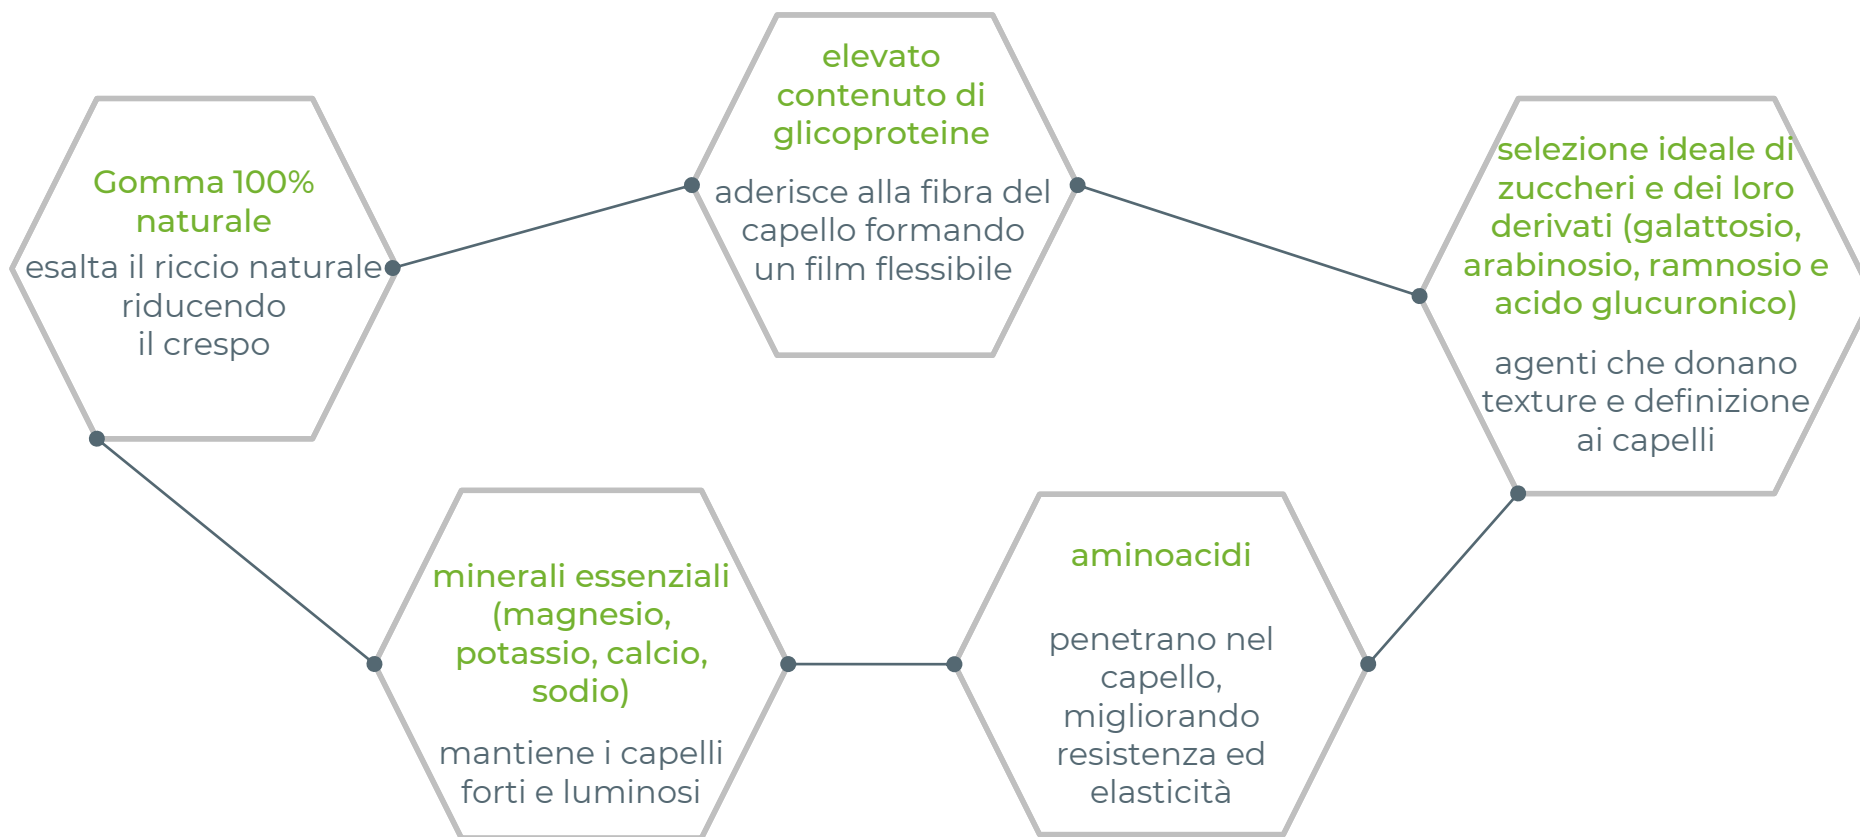 Gomma 100%
naturale
esalta il riccio naturale
riducendo
il crespo
elevato
contenuto di
glicoproteine
aderisce alla fibra del
capello formando
un film flessibile
selezione ideale di
zuccheri e dei loro
derivati (galattosio,
arabinosio, ramnosio e
acido glucuronico)
agenti che donano
texture e definizione
ai capelli
minerali essenziali
(magnesio,
potassio, calcio,
sodio)
mantiene i capelli
forti e luminosi
aminoacidi
penetrano nel
capello,
migliorando
resistenza ed
elasticità